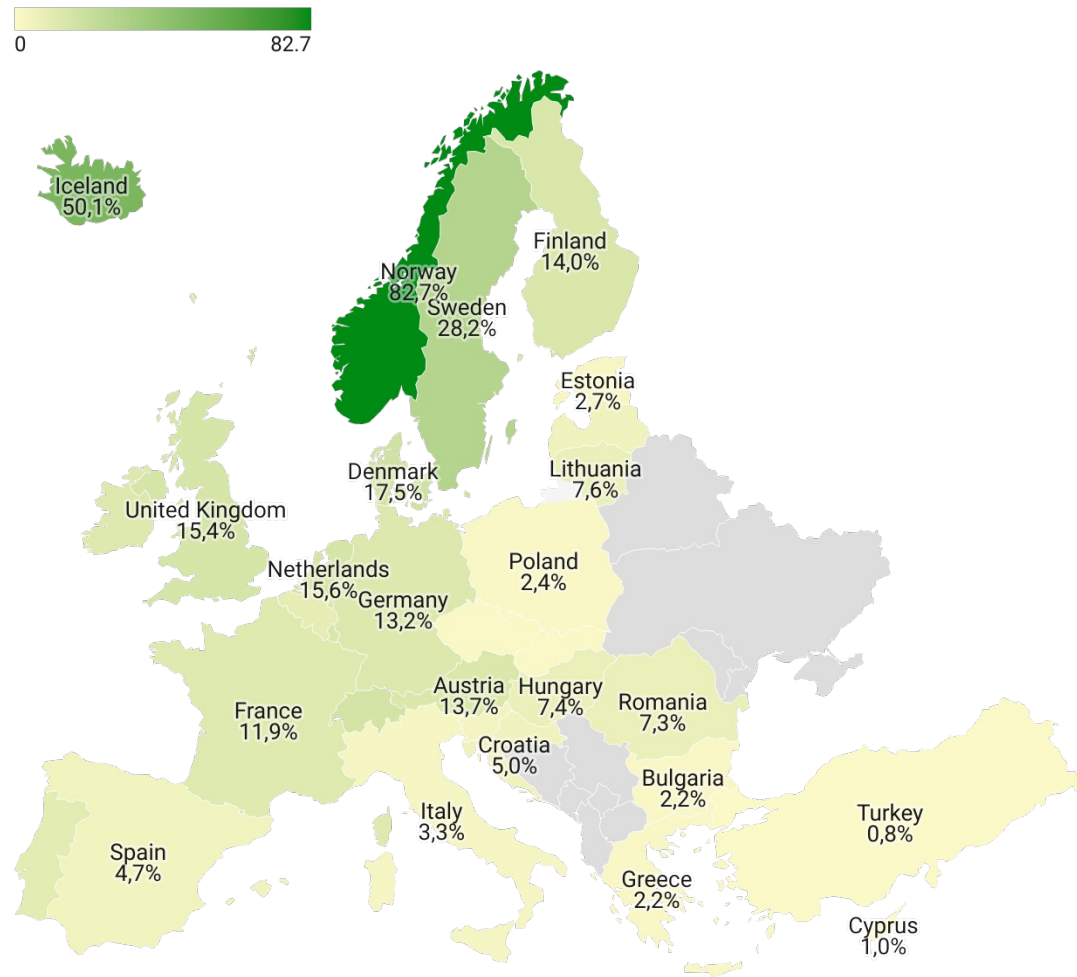 0
82.7
Iceland
50,1%
Finland
14,0%
Norway
82,7%
Sweden
28,2%
Estonia
2,7%
Denmark
17,5%
Lithuania
7,6%
United Kingdom
15,4%
Poland
2,4%
Netherlands
15,6%
Germany
13,2%
Austria
13,7%
Hungary
7,4%
Romania
7,3%
France
11,9%
Croatia
5,0%
Bulgaria
2,2%
Italy
3,3%
Turkey
0,8%
Spain
4,7%
Greece
2,2%
Cyprus
1,0%